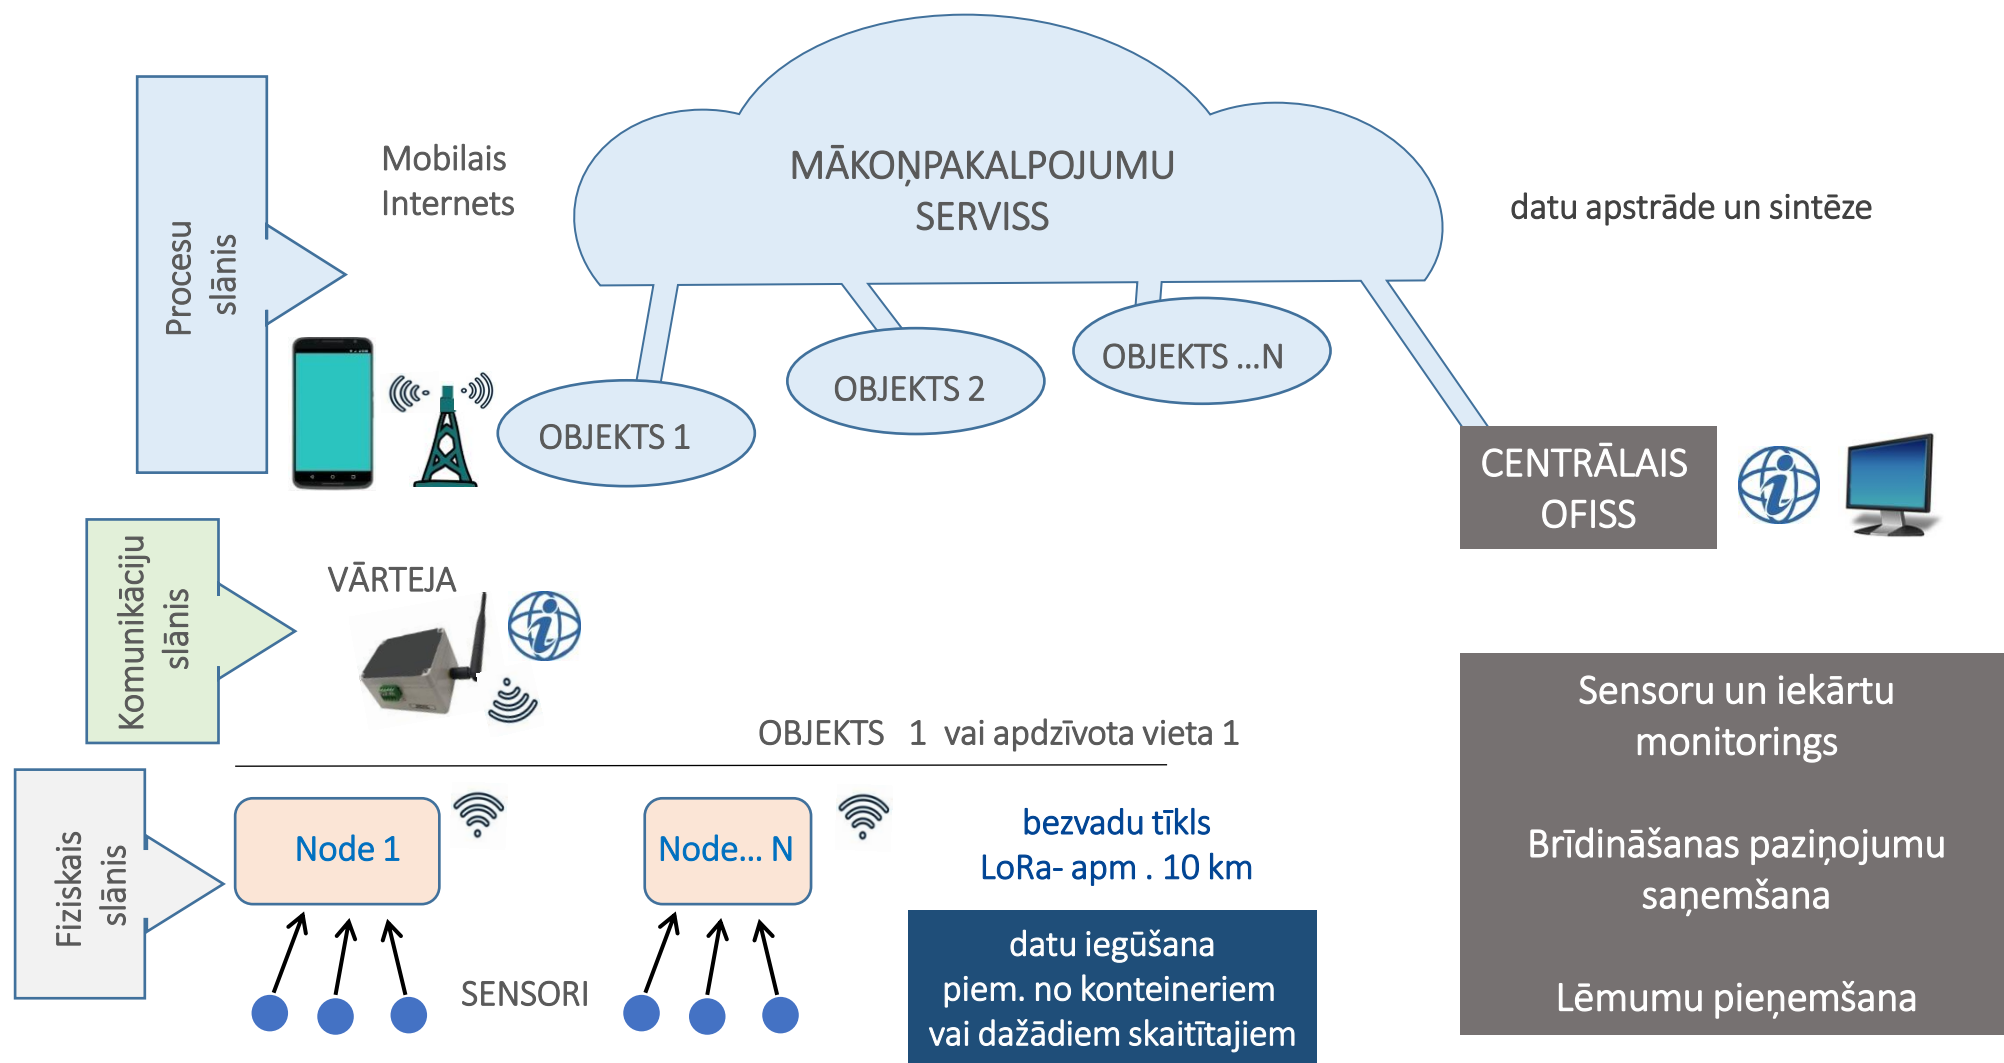 Procesu
slānis
Mobilais
Internets
MĀKOŅPAKALPOJUMU
SERVISS
datu apstrāde un sintēze
OBJEKTS 1
OBJEKTS 2
OBJEKTS ...N
CENTRĀLAIS
OFISS
Komunikāciju
slānis
VĀRTEJA
OBJEKTS 1 vai apdzīvota vieta 1
Fiziskais
slānis
Node 1
Node... N
SENSORI
bezvadu tīkls
LoRa- apm . 10 km
datu iegūšana
piem. no konteineriem
vai dažādiem skaitītajiem
Sensoru un iekārtu
monitorings
Brīdināšanas paziņojumu
saņemšana
Lēmumu pieņemšana